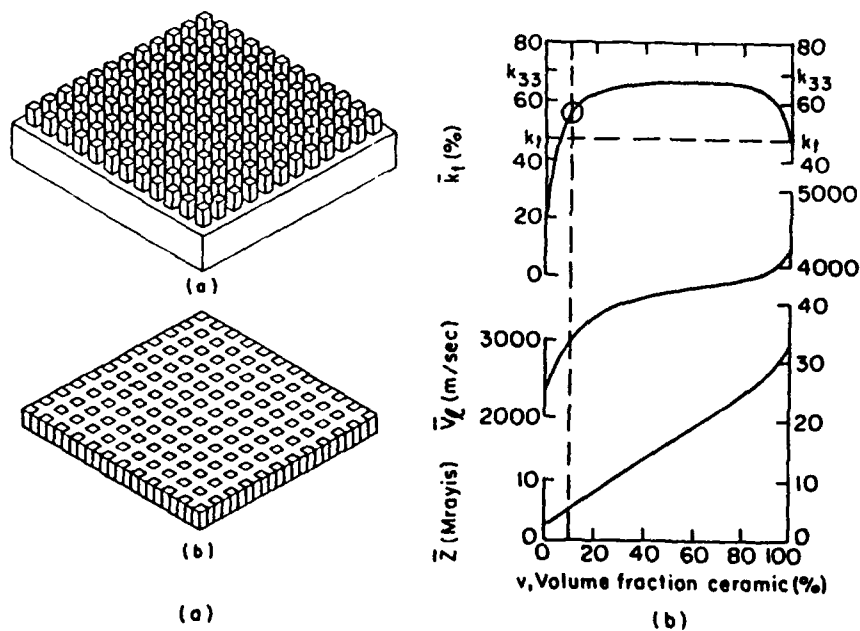 (a)
(b)
(a)
80
k33
60
kt
40
20
0
k̄t (%)
80
k33
60
kt
40
5000
4000
3000
2000
V̄ℓ (m/sec)
40
30
20
10
0
10
0
Z̄ (Mrayls)
0 20 40 60 80 100
v, Volume fraction ceramic (%)
(b)